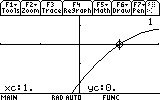 F1▾ F2▾ F3 F4 F5▾ F6▾ F7▾
Tools Zoom Trace ReGraph Math Draw Pen
1
xc:1. yc:0.
MAIN RAD AUTO FUNC